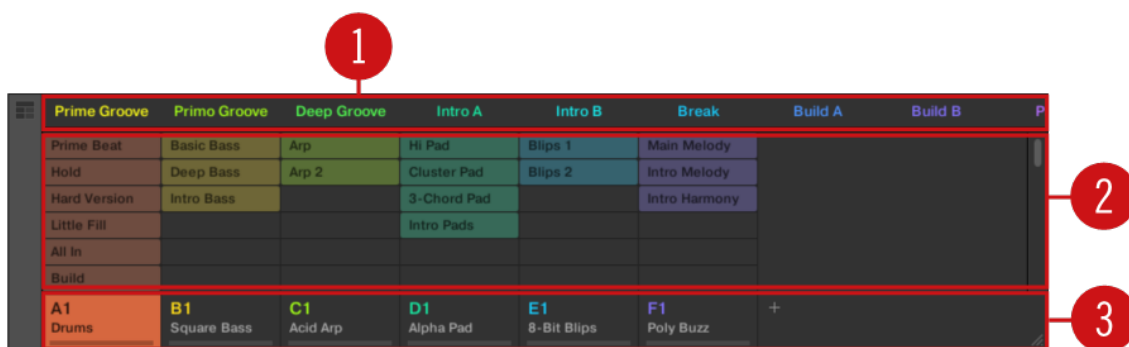 1
Prime Groove Primo Groove Deep Groove Intro A Intro B Break Build A Build B P
Prime Beat Basic Bass Arp Hi Pad Blips 1 Main Melody
Hold Deep Bass Arp 2 Cluster Pad Blips 2 Intro Melody
Hard Version Intro Bass 3-Chord Pad Intro Harmony
2
Little Fill Intro Pads
All In
Build
A1 B1 C1 D1 E1 F1 +
Drums Square Bass Acid Arp Alpha Pad 8-Bit Blips Poly Buzz
3